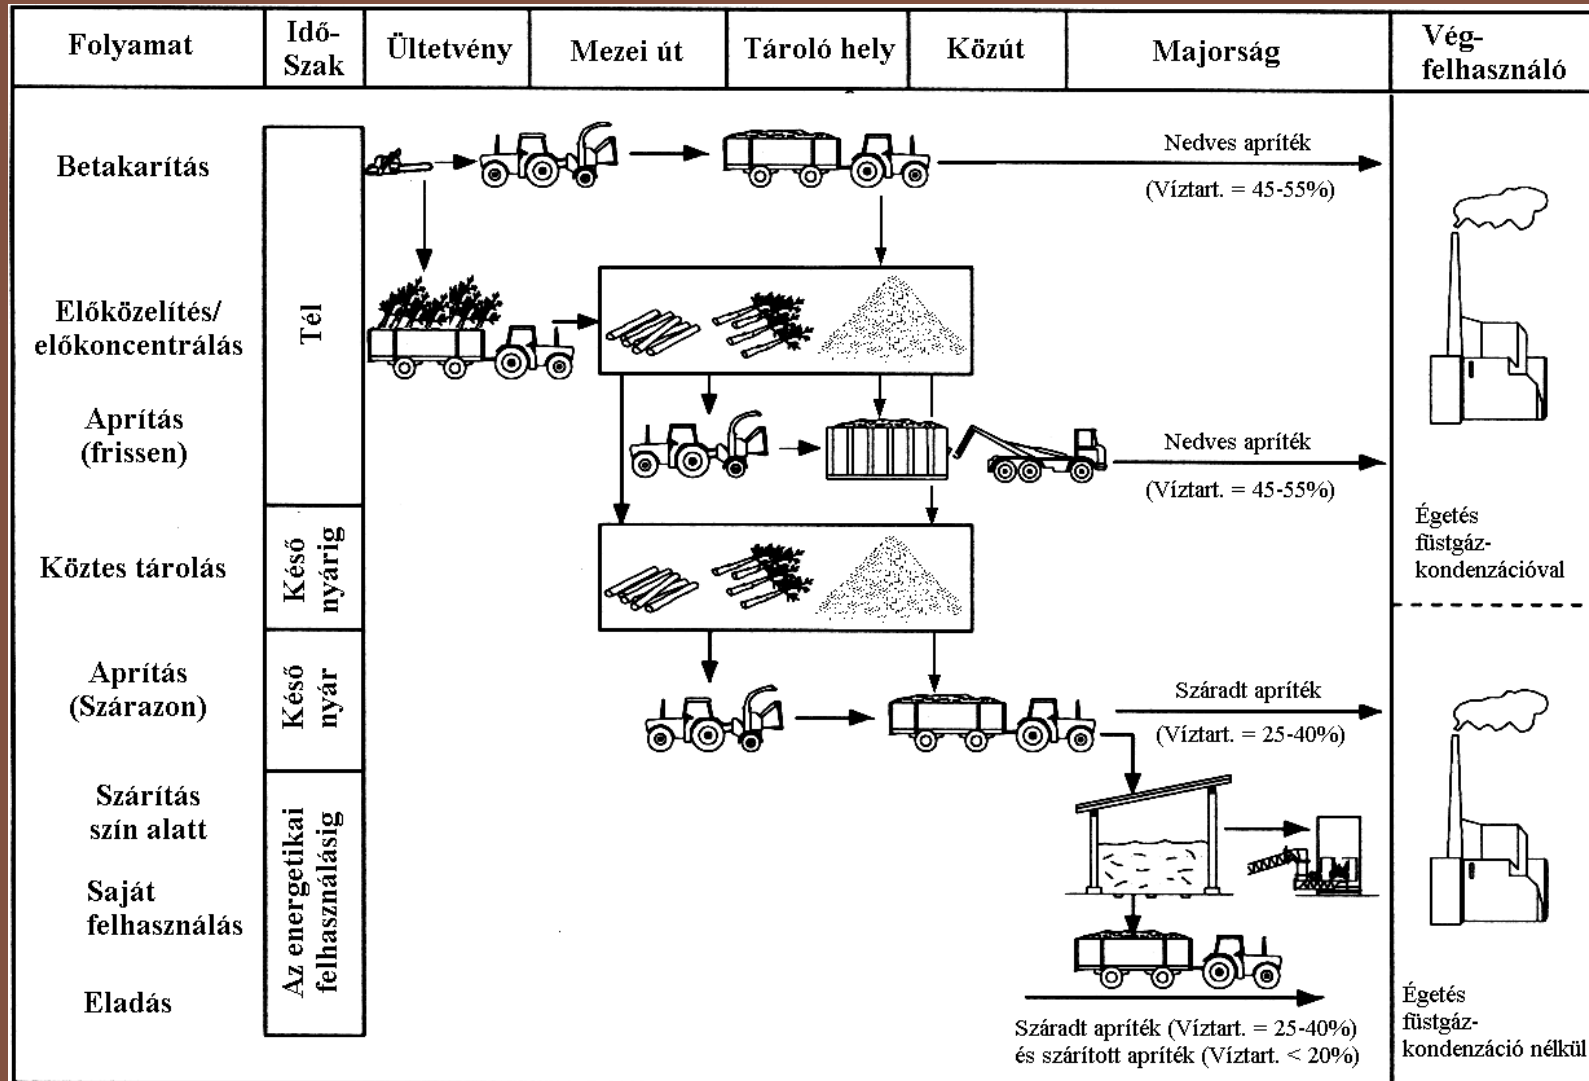 Folyamat
Idő-
Szak
Ültetvény
Mezei út
Tároló hely
Közút
Majorság
Vég-
felhasználó
Betakarítás
Tél
Nedves apríték
(Víztart. = 45-55%)
Előközelítés/
előkoncentrálás
Aprítás
(frissen)
Nedves apríték
(Víztart. = 45-55%)
Égetés
füstgáz-
kondenzációval
Köztes tárolás
Késő
nyárig
Aprítás
(Szárazon)
Késő
nyár
Száradt apríték
(Víztart. = 25-40%)
Szárítás
szín alatt
Saját
felhasználás
Eladás
Az energetikai
felhasználásig
Száradt apríték (Víztart. = 25-40%)
és szárított apríték (Víztart. < 20%)
Égetés
füstgáz-
kondenzáció nélkül